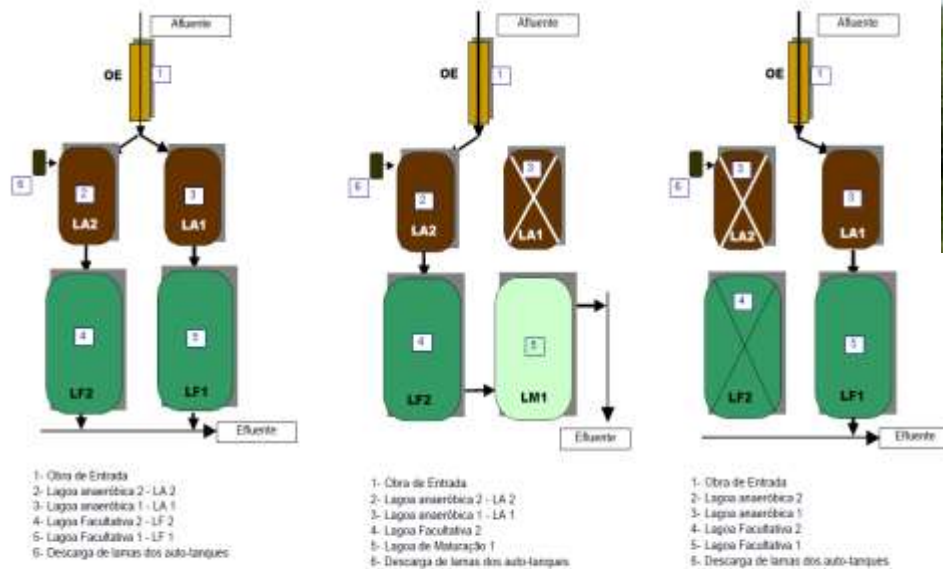 Afluente
OE
1
6
2
LA2
3
LA1
4
LF2
5
LF1
Efluente
1- Obra de Entrada
2- Lagoa anaeróbica 2 - LA 2
3- Lagoa anaeróbica 1 - LA 1
4- Lagoa Facultativa 2 - LF 2
5- Lagoa Facultativa 1 - LF 1
6- Descarga de lamas dos auto-tanques
Afluente
OE
1
6
2
LA2
3
LA1
4
LF2
5
LM1
Efluente
1- Obra de Entrada
2- Lagoa anaeróbica 2 - LA 2
3- Lagoa anaeróbica 1 - LA 1
4- Lagoa Facultativa 2
5- Lagoa de Maturação 1
6- Descarga de lamas dos auto-tanques
Afluente
OE
1
6
3
LA2
3
LA1
4
LF2
5
LF1
Efluente
1- Obra de Entrada
2- Lagoa anaeróbica 2
3- Lagoa anaeróbica 1
4- Lagoa Facultativa 2
5- Lagoa Facultativa 1
6- Descarga de lamas dos auto-tanques